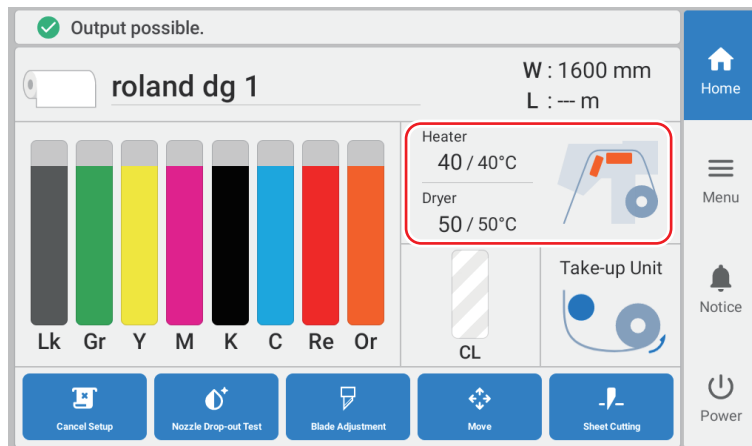 Output possible.
roland dg 1
W : 1600 mm
L : --- m
Heater
40 / 40°C
Dryer
50 / 50°C
Lk Gr Y M K C Re Or
CL
Take-up Unit
Cancel Setup
Nozzle Drop-out Test
Blade Adjustment
Move
Sheet Cutting
Home
Menu
Notice
Power